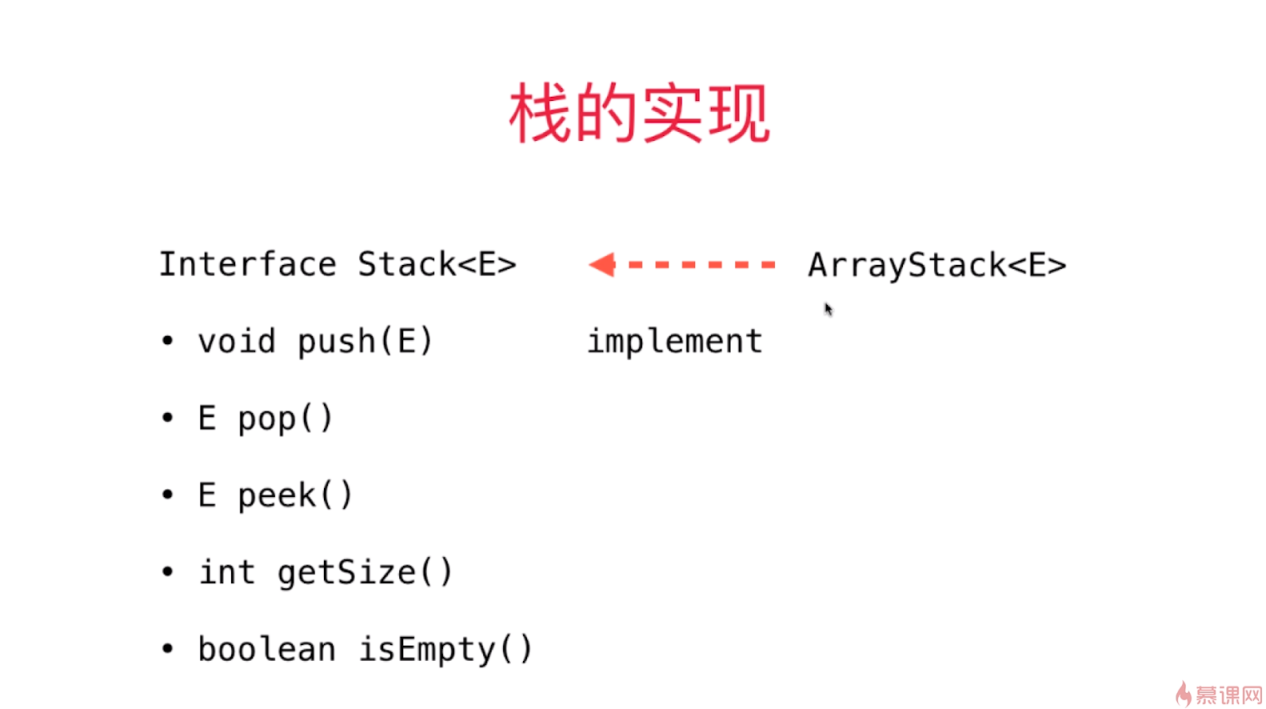 栈的实现
Interface Stack<E>
ArrayStack<E>
• void push(E)
implement
• E pop()
• E peek()
• int getSize()
• boolean isEmpty()
慕课网